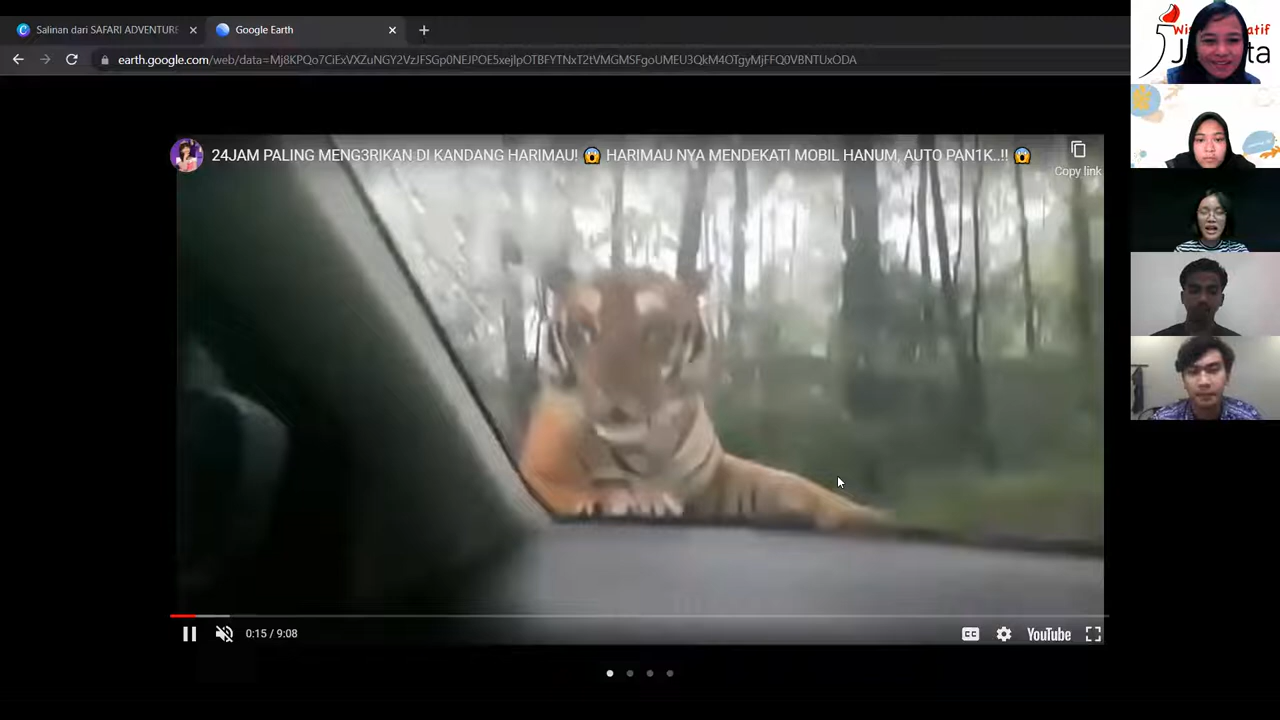 Salinan dari SAFARI ADVENTURE
Google Earth
earth.google.com/web/data=Mj8KPQo7CiExVXZuNGY2VzJFSGp0NEJPOE5xejlpOTBFYTNxT2tVMGMSFgoUMEU3QkM4OTgyMjFFQ0VBNTUxODA
24JAM PALING MENG3RIKAN DI KANDANG HARIMAU! 😱 HARIMAU NYA MENDEKATI MOBIL HANUM, AUTO PAN1K..!! 😱
Copy link
0:15 / 9:08
CC
YouTube